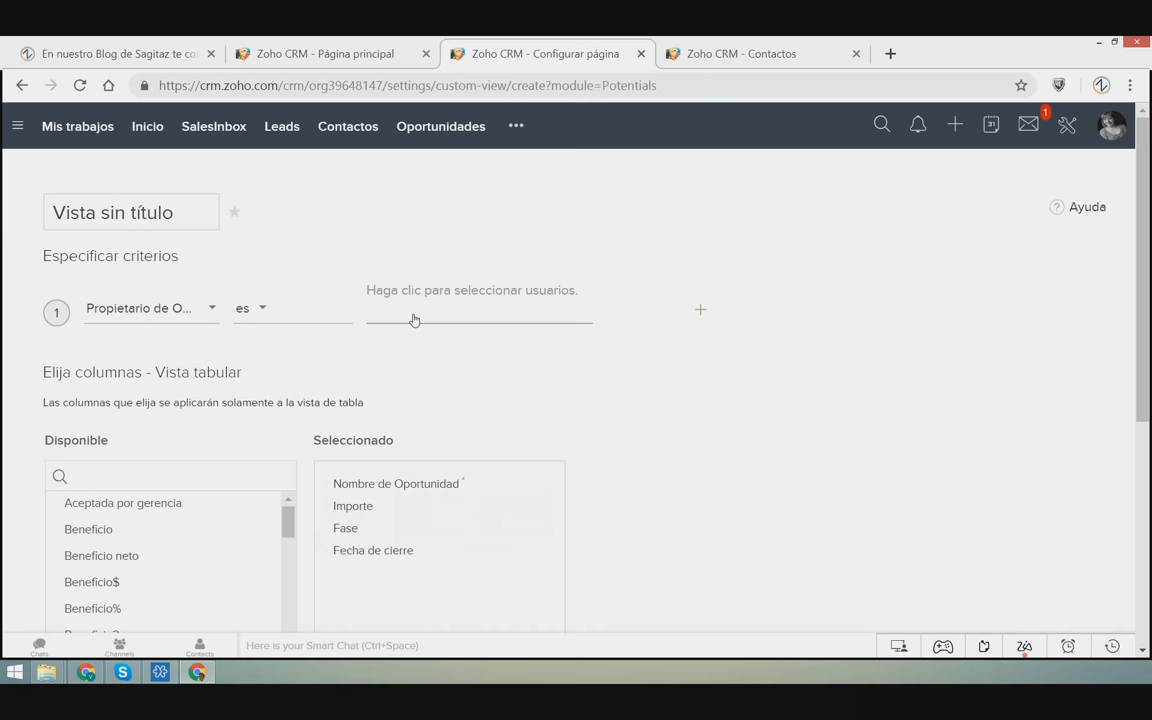 En nuestro Blog de Sagitaz te co
Zoho CRM - Página principal
Zoho CRM - Configurar página
Zoho CRM - Contactos
https://crm.zoho.com/crm/org39648147/settings/custom-view/create?module=Potentials
Mis trabajos Inicio SalesInbox Leads Contactos Oportunidades •••
31
1
Vista sin título
? Ayuda
Especificar criterios
Haga clic para seleccionar usuarios.
1 Propietario de O... es
Elija columnas - Vista tabular
Las columnas que elija se aplicarán solamente a la vista de tabla
Disponible Seleccionado
Aceptada por gerencia
Beneficio
Beneficio neto
Beneficio$
Beneficio%
Nombre de Oportunidad *
Importe
Fase
Fecha de cierre
Chats Channels Contacts
Here is your Smart Chat (Ctrl+Space)